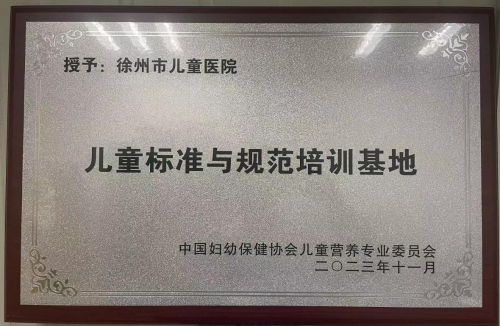 授予：徐州市儿童医院
儿童标准与规范培训基地
中国妇幼保健协会儿童营养专业委员会
二〇二三年十一月